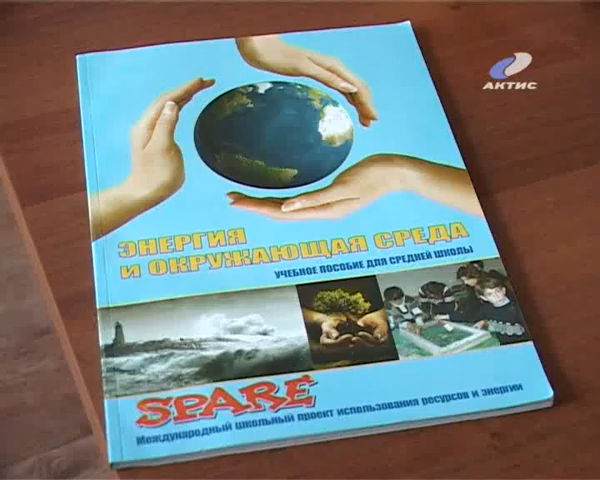 АКТИС
ЭНЕРГИЯ
И ОКРУЖАЮЩАЯ СРЕДА
УЧЕБНОЕ ПОСОБИЕ ДЛЯ СРЕДНЕЙ ШКОЛЫ
SPARE
Международный школьный проект использования ресурсов и энергии